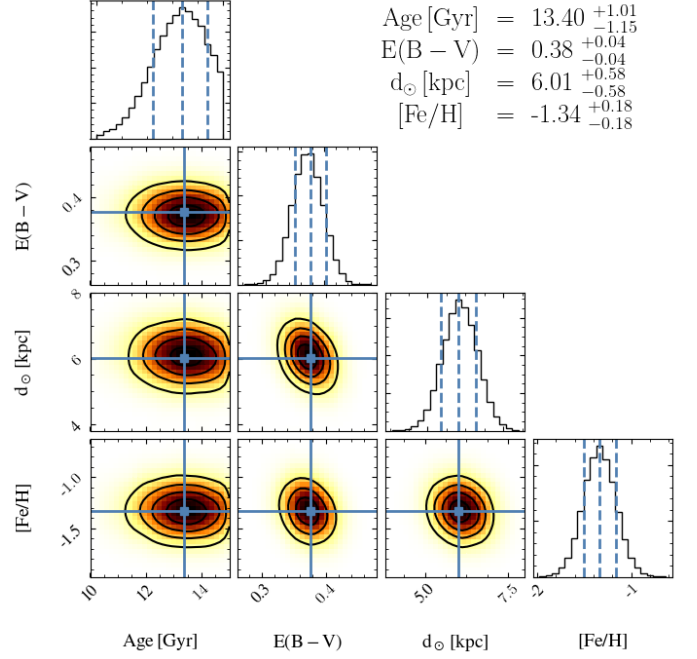 Age [Gyr] = 13.40 +1.01 -1.15
E(B − V) = 0.38 +0.04 -0.04
d⊙ [kpc] = 6.01 +0.58 -0.58
[Fe/H] = -1.34 +0.18 -0.18
E(B − V)
0.4
0.3
d⊙ [kpc]
8
6
4
[Fe/H]
-1.0
-1.5
10 12 14
0.3 0.4
5.0 7.5
-2 -1
Age [Gyr] E(B − V) d⊙ [kpc] [Fe/H]